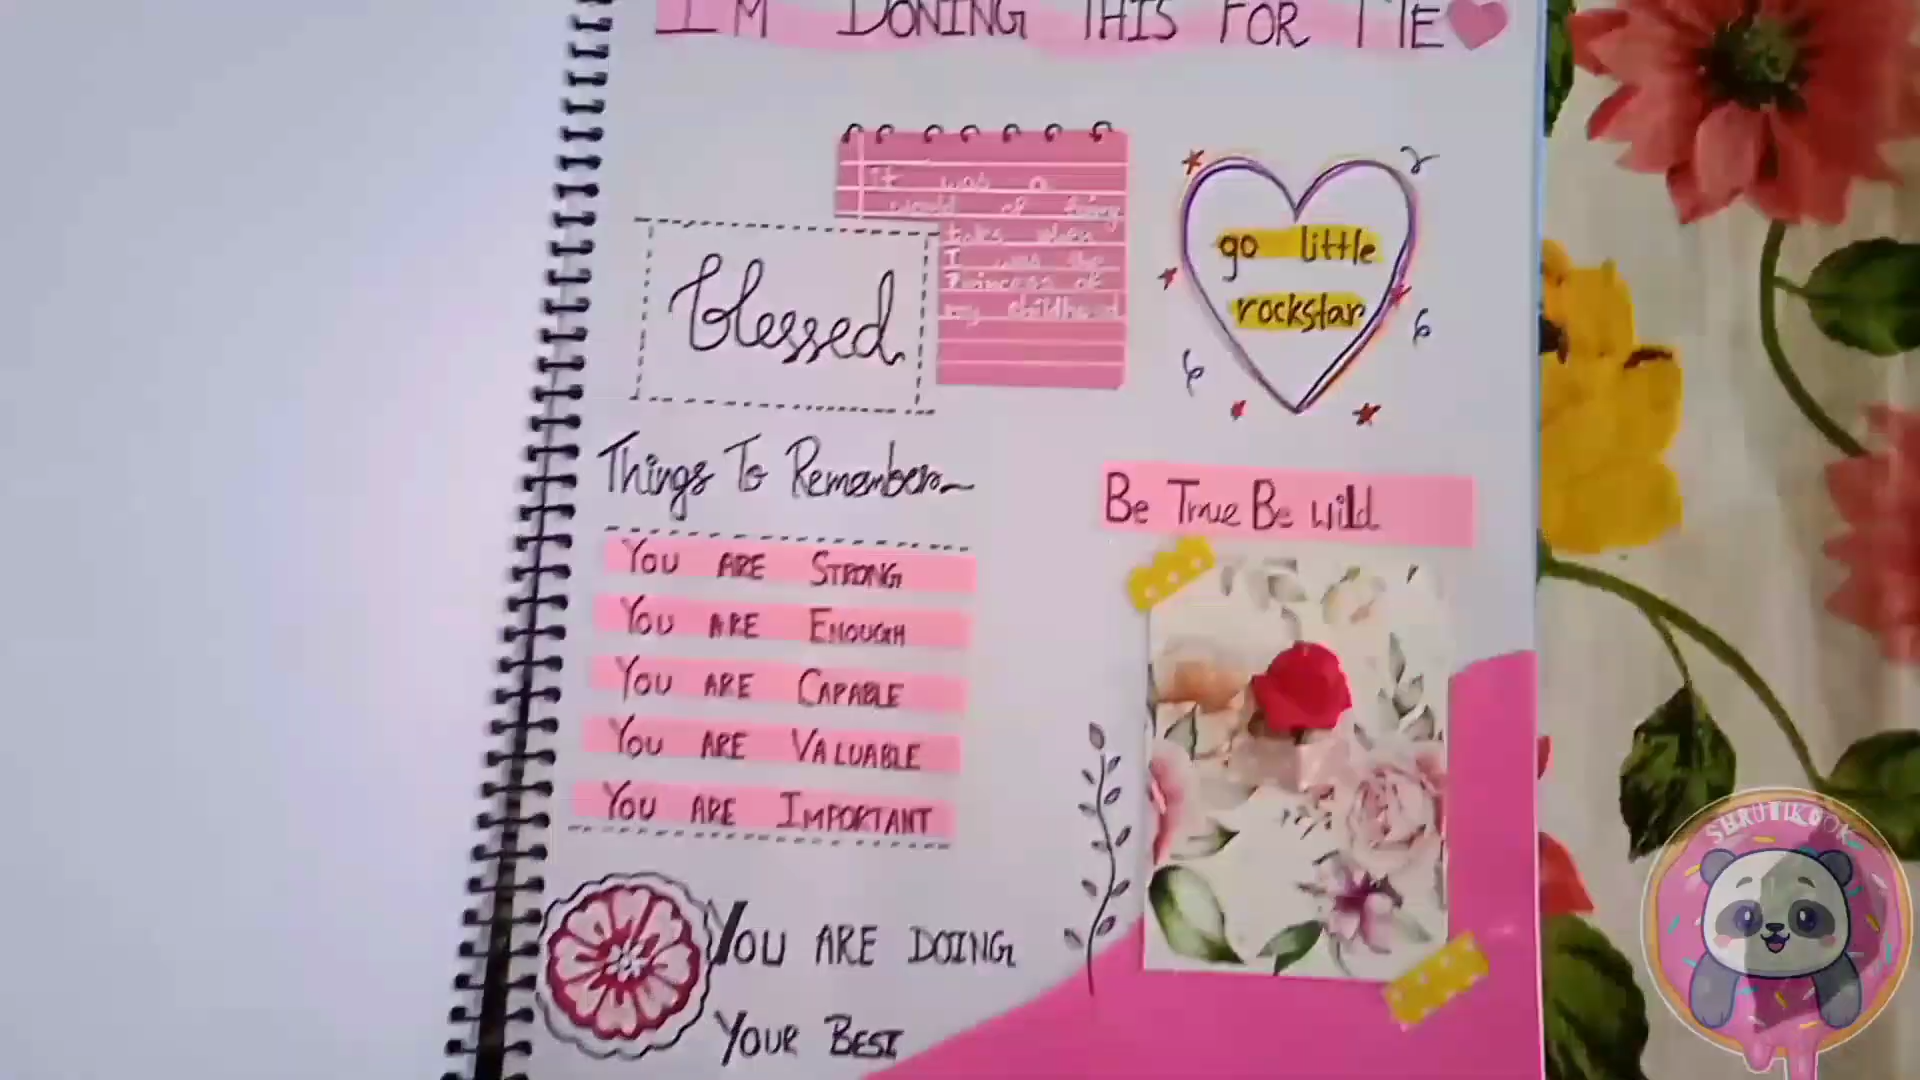 I'M DONING THIS FOR ME
It was a
would of fairy
tales when
I was the
Princess of
my childhood
blessed
go little
rockstar
Things To Remember
YOU ARE STRONG
YOU ARE ENOUGH
YOU ARE CAPABLE
YOU ARE VALUABLE
YOU ARE IMPORTANT
Be True Be wild
YOU ARE DOING
YOUR BEST
SHRUTIKOOK